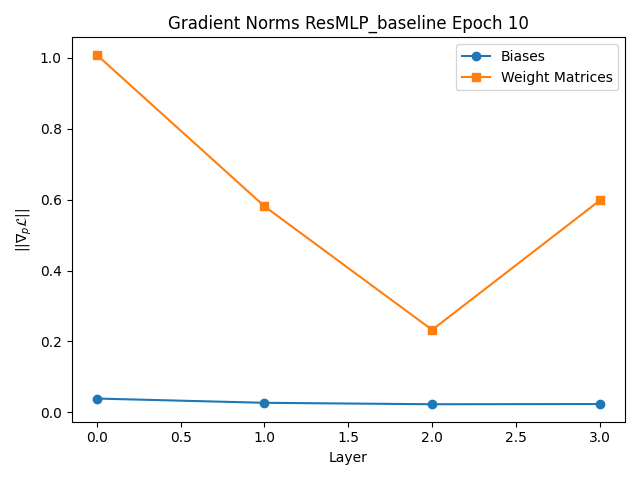 Gradient Norms ResMLP_baseline Epoch 10
Biases
Weight Matrices
||∇ₚℒ||
1.0
0.8
0.6
0.4
0.2
0.0
0.0 0.5 1.0 1.5 2.0 2.5 3.0
Layer